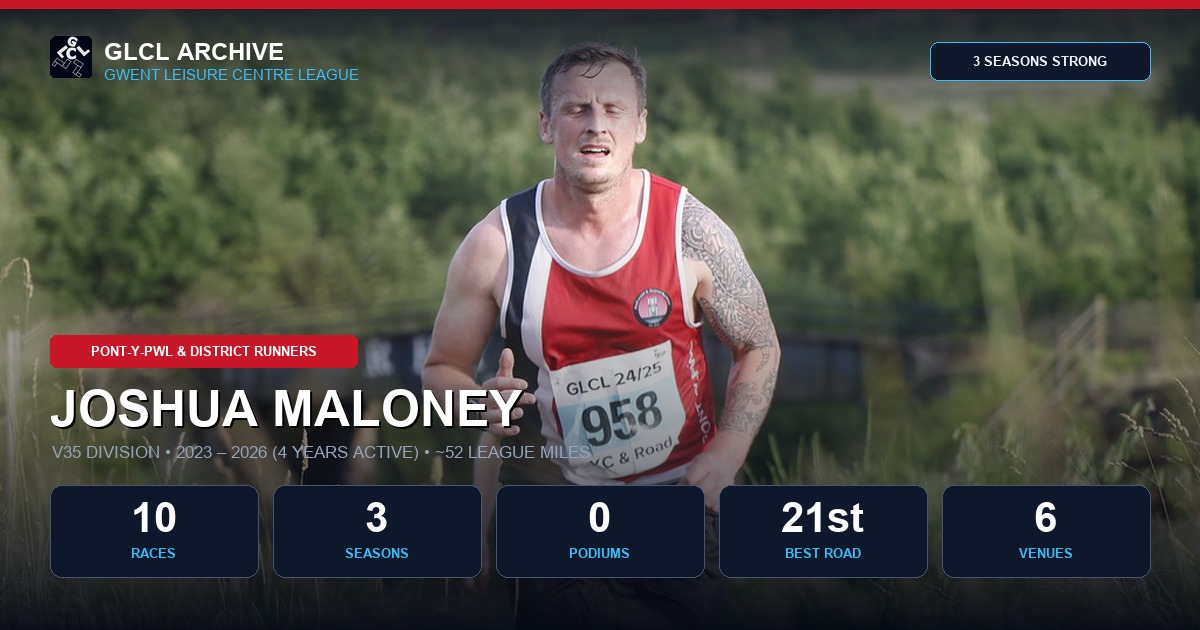 GLCL ARCHIVE
GWENT LEISURE CENTRE LEAGUE
3 SEASONS STRONG
GLCL 24/25
958
XC & Road
PONT-Y-PWL & DISTRICT RUNNERS
JOSHUA MALONEY
V35 DIVISION • 2023 – 2026 (4 YEARS ACTIVE) • ~52 LEAGUE MILES
10
RACES
3
SEASONS
0
PODIUMS
21st
BEST ROAD
6
VENUES